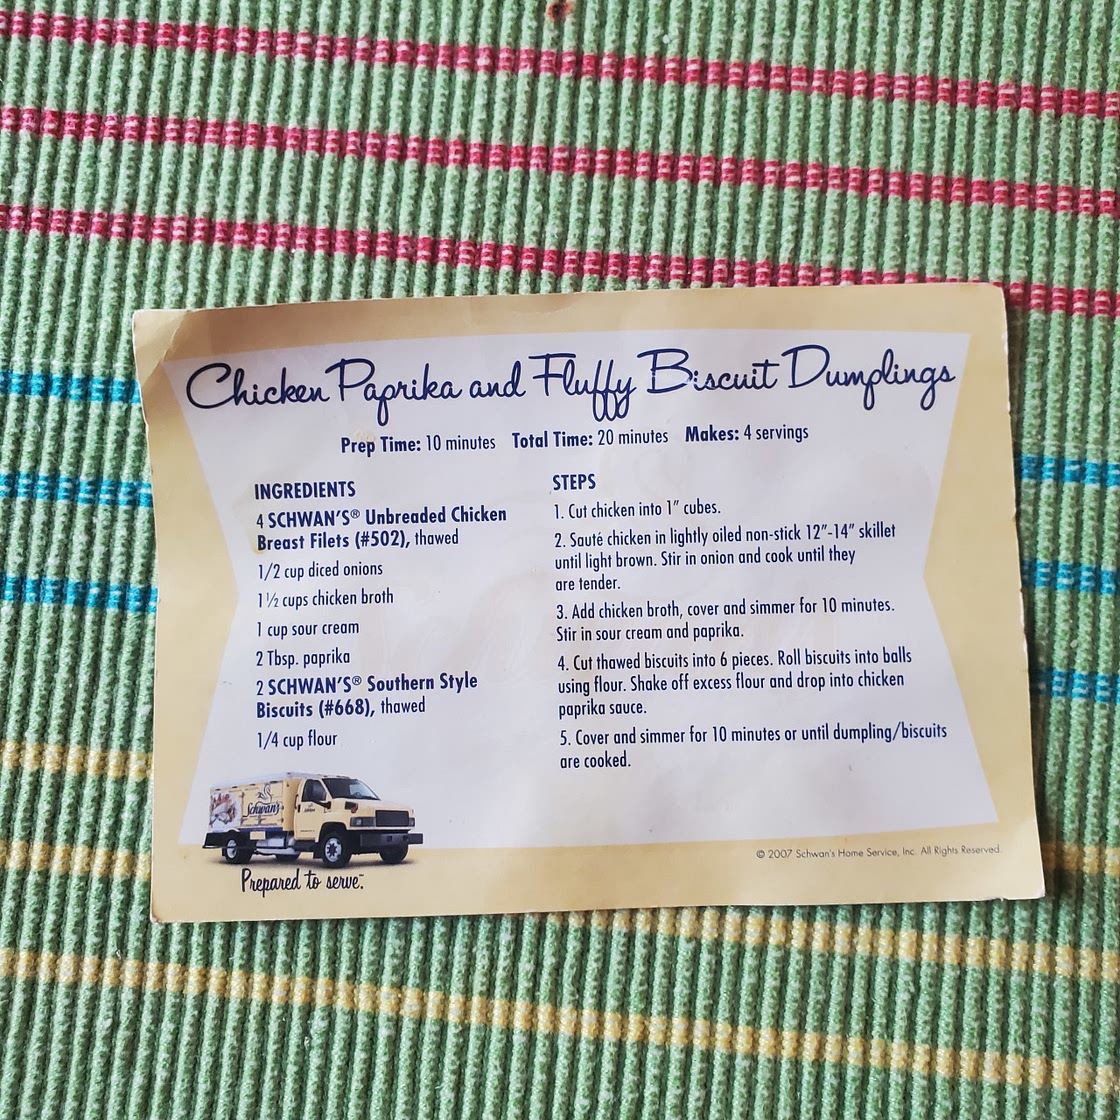 Chicken Paprika and Fluffy Biscuit Dumplings
Prep Time: 10 minutes Total Time: 20 minutes Makes: 4 servings
INGREDIENTS
4 SCHWAN'S® Unbreaded Chicken
Breast Filets (#502), thawed
1/2 cup diced onions
1 ½ cups chicken broth
1 cup sour cream
2 Tbsp. paprika
2 SCHWAN'S® Southern Style
Biscuits (#668), thawed
1/4 cup flour
STEPS
1. Cut chicken into 1" cubes.
2. Sauté chicken in lightly oiled non-stick 12"-14" skillet
until light brown. Stir in onion and cook until they
are tender.
3. Add chicken broth, cover and simmer for 10 minutes.
Stir in sour cream and paprika.
4. Cut thawed biscuits into 6 pieces. Roll biscuits into balls
using flour. Shake off excess flour and drop into chicken
paprika sauce.
5. Cover and simmer for 10 minutes or until dumpling/biscuits
are cooked.
Schwan's
Prepared to serve.™
© 2007 Schwan's Home Service, Inc. All Rights Reserved.